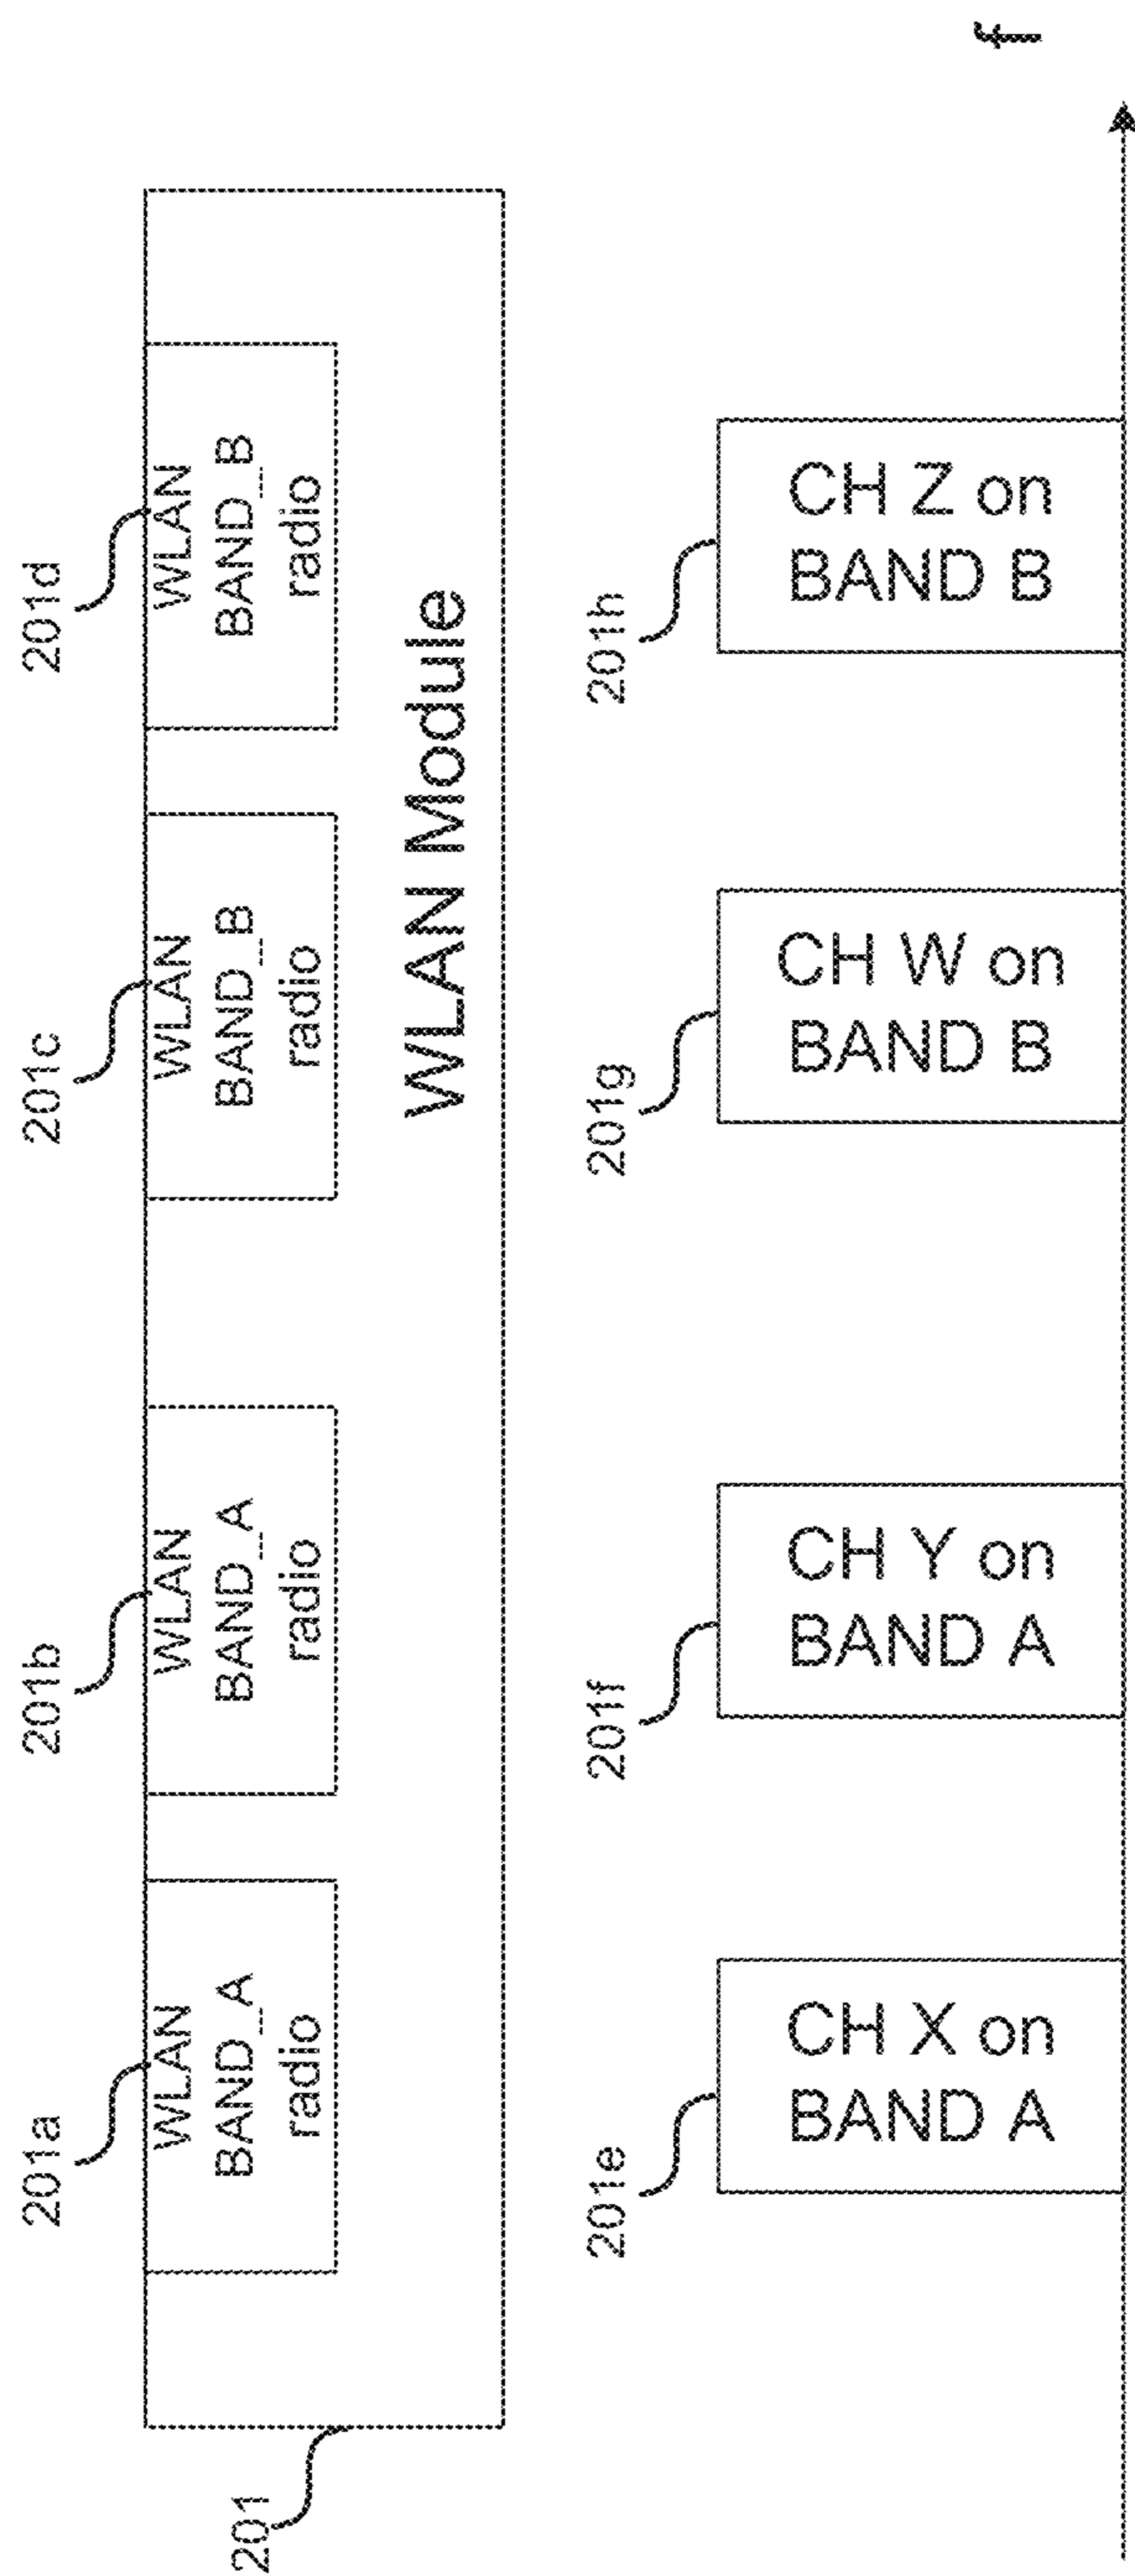 201a
201b
201c
201d
WLAN
BAND_A
radio
WLAN
BAND_A
radio
WLAN
BAND_B
radio
WLAN
BAND_B
radio
201
WLAN Module
201e
201f
201g
201h
CH X on
BAND A
CH Y on
BAND A
CH W on
BAND B
CH Z on
BAND B
f